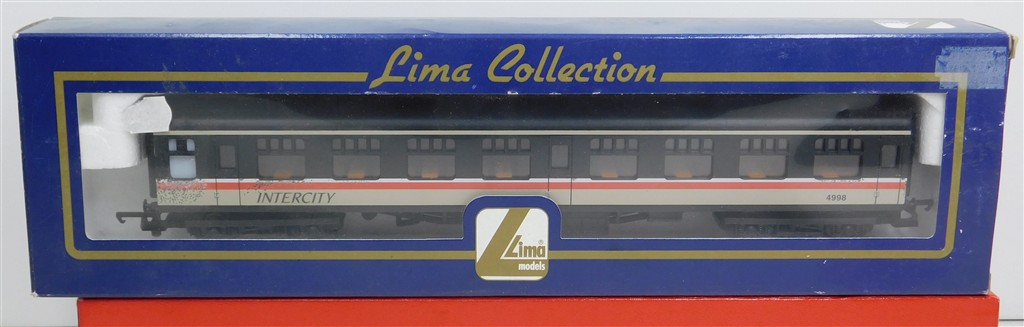 Lima Collection
INTERCITY
4998
Lima®
models